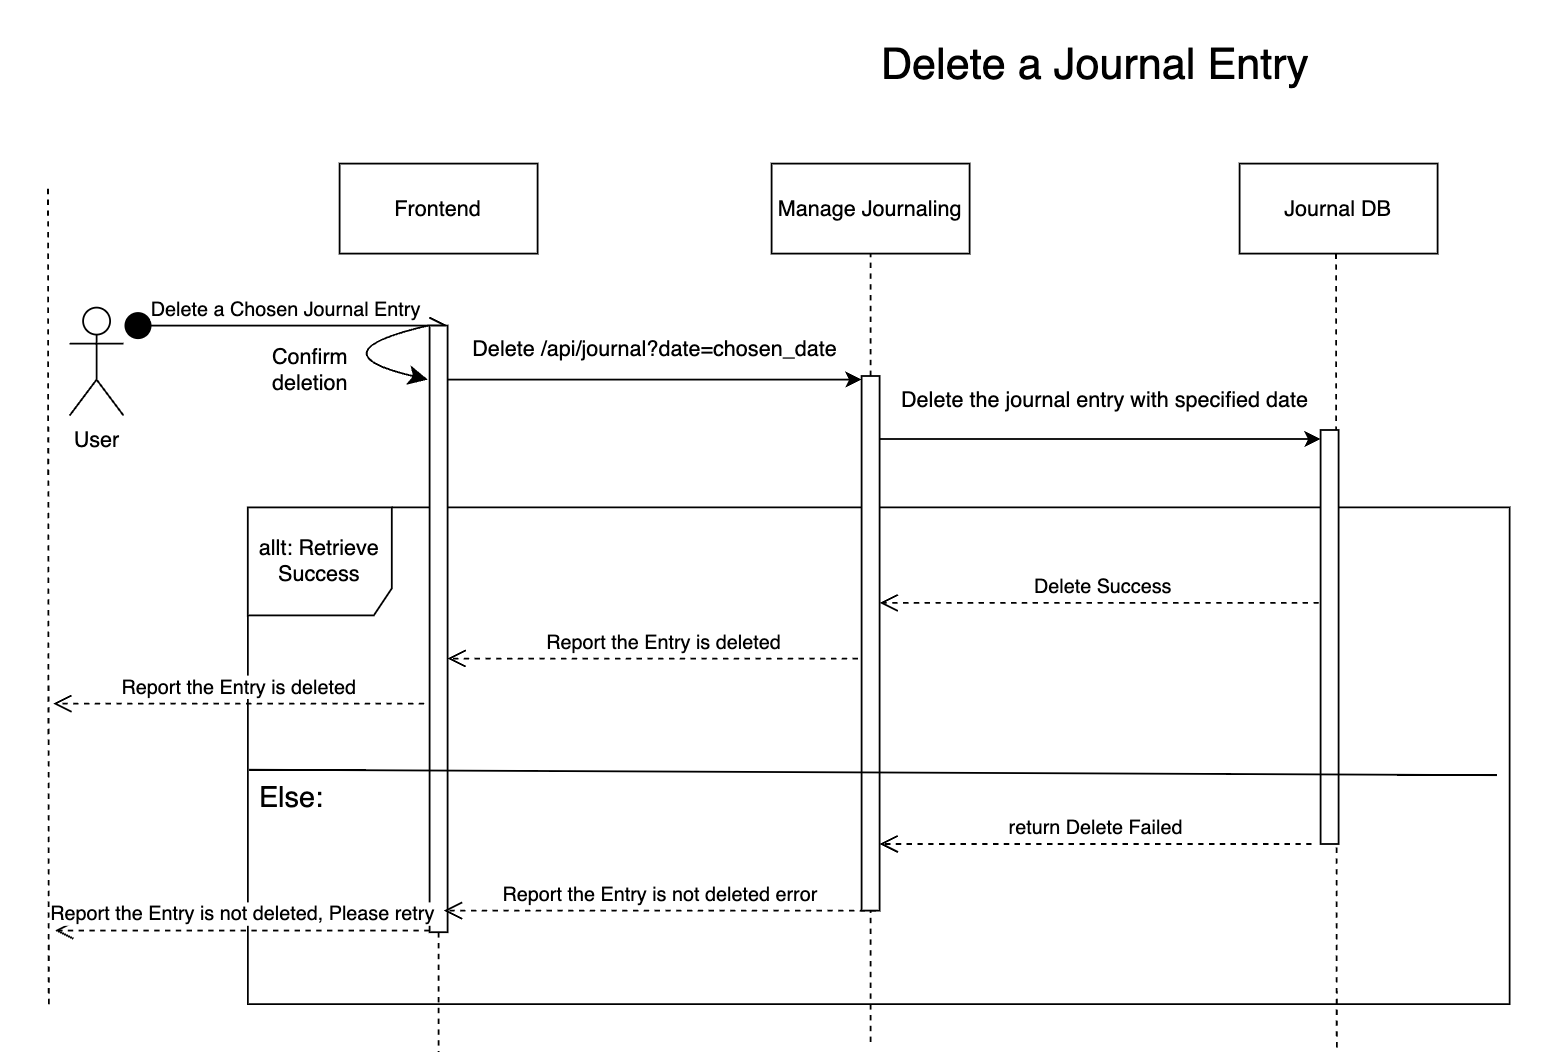 Delete a Journal Entry
Frontend
Manage Journaling
Journal DB
Delete a Chosen Journal Entry
Confirm
deletion
Delete /api/journal?date=chosen_date
Delete the journal entry with specified date
User
allt: Retrieve
Success
Delete Success
Report the Entry is deleted
Report the Entry is deleted
Else:
return Delete Failed
Report the Entry is not deleted error
Report the Entry is not deleted, Please retry